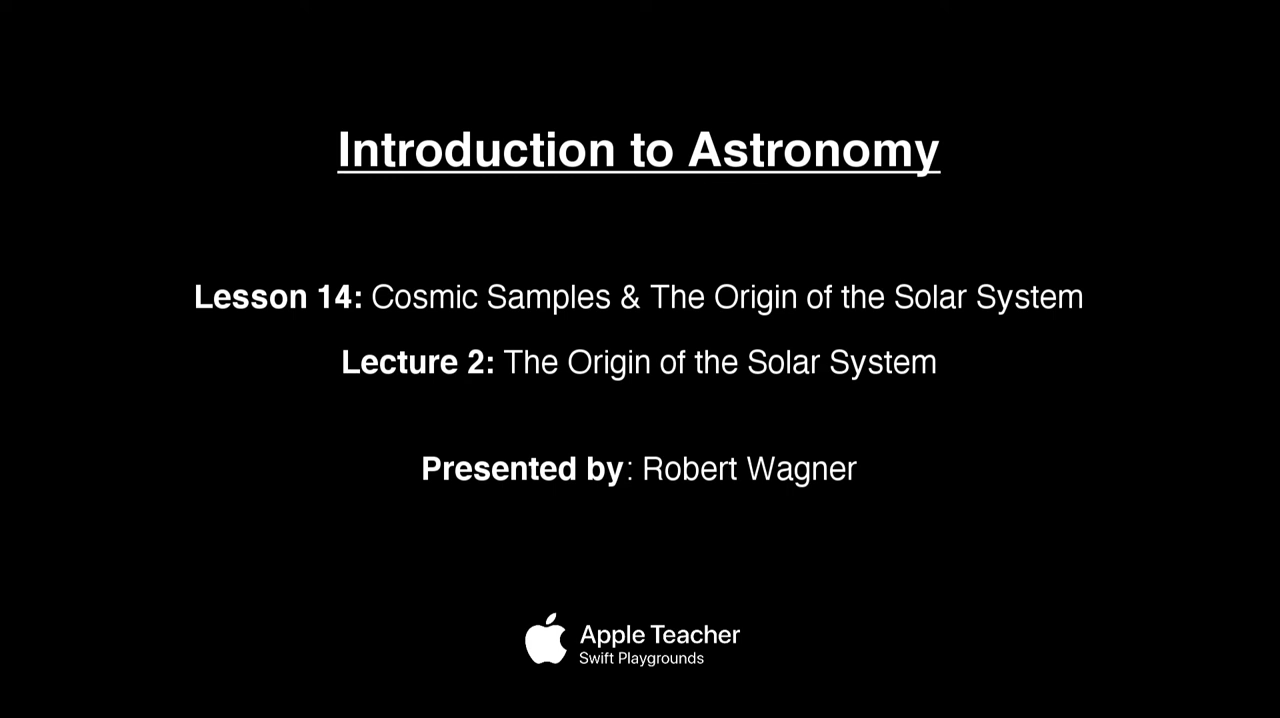 Introduction to Astronomy
Lesson 14: Cosmic Samples & The Origin of the Solar System
Lecture 2: The Origin of the Solar System
Presented by: Robert Wagner
Apple Teacher
Swift Playgrounds